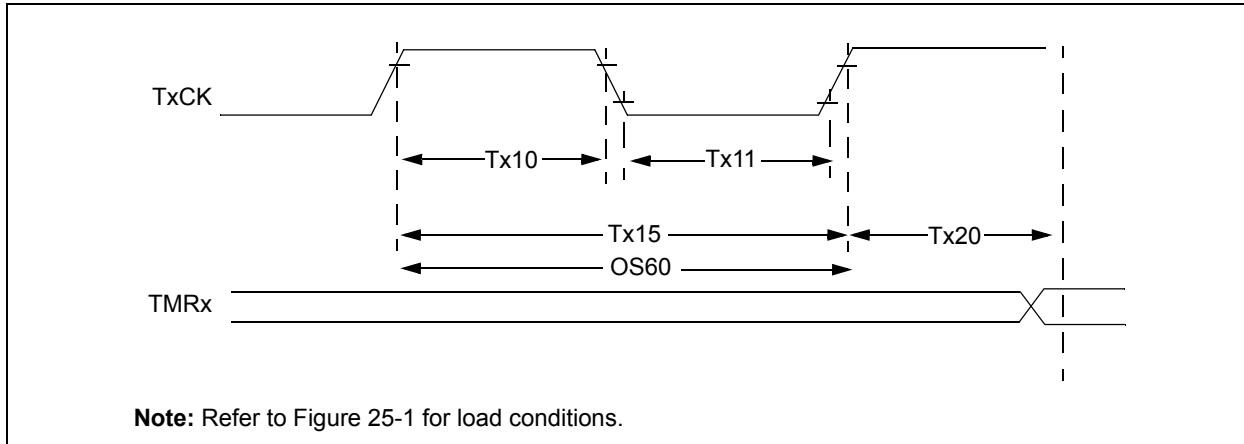 TxCK
Tx10
Tx11
Tx15
Tx20
OS60
TMRx
Note: Refer to Figure 25-1 for load conditions.